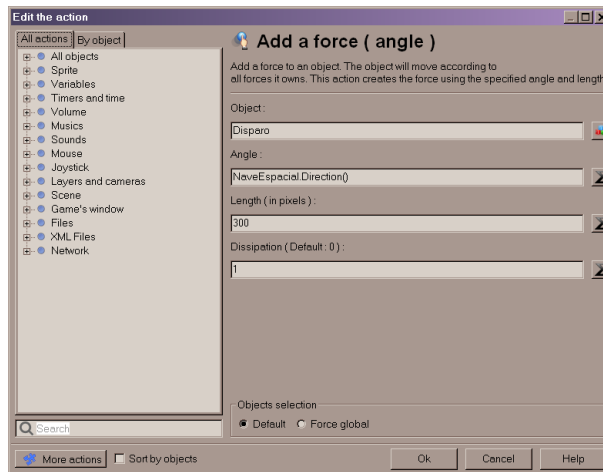 Edit the action
All actions By object
All objects
Sprite
Variables
Timers and time
Volume
Musics
Sounds
Mouse
Joystick
Layers and cameras
Scene
Game's window
Files
XML Files
Network
Search
More actions Sort by objects
Add a force ( angle )
Add a force to an object. The object will move according to
all forces it owns. This action creates the force using the specified angle and length
Object :
Disparo
Angle :
NaveEspacial.Direction()
Length ( in pixels ) :
300
Dissipation ( Default : 0 ) :
1
Objects selection
Default Force global
Ok Cancel Help